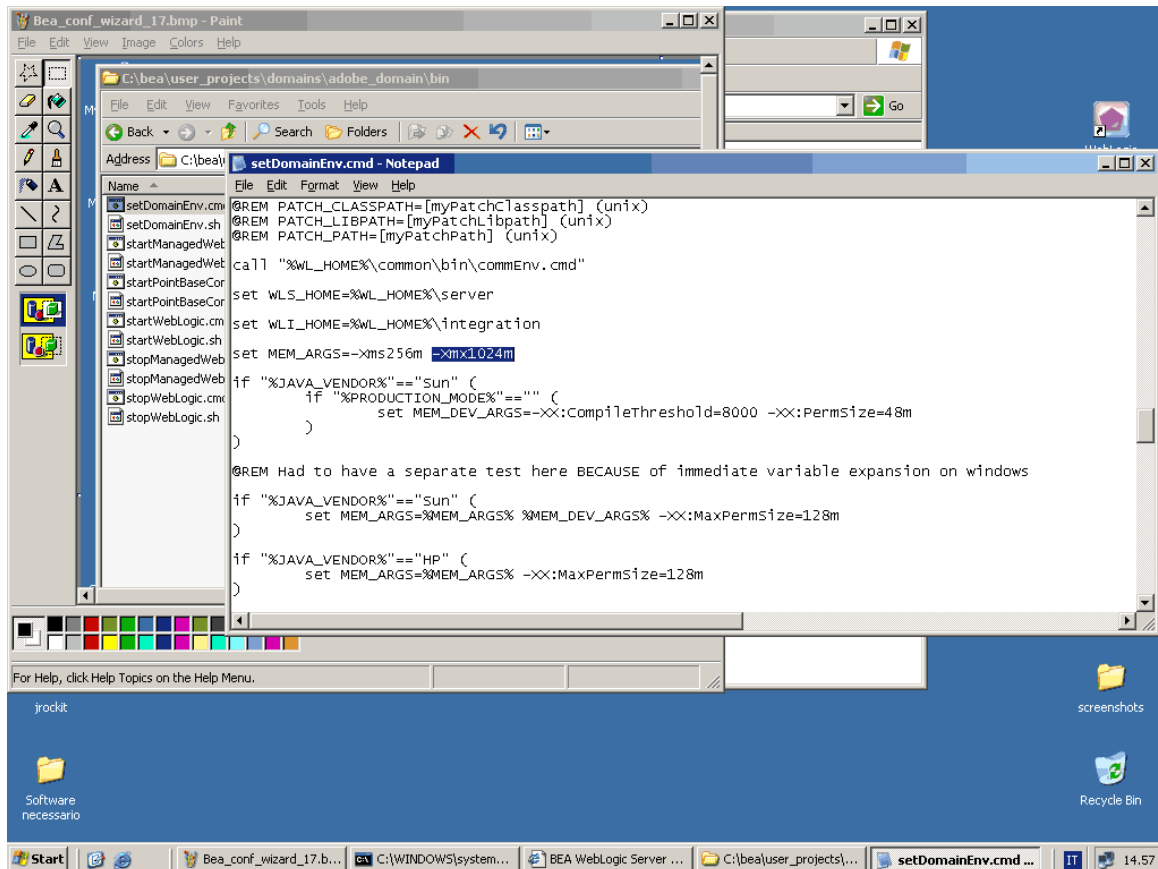 Bea_conf_wizard_17.bmp - Paint
File Edit View Image Colors Help
C:\bea\user_projects\domains\adobe_domain\bin
File Edit View Favorites Tools Help
Back Search Folders
Go
Address C:\bea\
Name
setDomainEnv.cm
setDomainEnv.sh
startManagedWeb
startManagedWeb
startPointBaseCor
startPointBaseCor
startWebLogic.cm
startWebLogic.sh
stopManagedWeb
stopManagedWeb
stopWebLogic.cmd
stopWebLogic.sh
setDomainEnv.cmd - Notepad
File Edit Format View Help
@REM PATCH_CLASSPATH=[myPatchClasspath] (unix)
@REM PATCH_LIBPATH=[myPatchLibpath] (unix)
@REM PATCH_PATH=[myPatchPath] (unix)
call "%WL_HOME%\common\bin\commEnv.cmd"
set WLS_HOME=%WL_HOME%\server
set WLI_HOME=%WL_HOME%\integration
set MEM_ARGS=-Xms256m -Xmx1024m
if "%JAVA_VENDOR%"=="Sun" (
if "%PRODUCTION_MODE%"=="" (
set MEM_DEV_ARGS=-XX:CompileThreshold=8000 -XX:PermSize=48m
)
)
@REM Had to have a separate test here BECAUSE of immediate variable expansion on windows
if "%JAVA_VENDOR%"=="Sun" (
set MEM_ARGS=%MEM_ARGS% %MEM_DEV_ARGS% -XX:MaxPermSize=128m
)
if "%JAVA_VENDOR%"=="HP" (
set MEM_ARGS=%MEM_ARGS% -XX:MaxPermSize=128m
)
For Help, click Help Topics on the Help Menu.
jrockit
screenshots
Software
necessario
Recycle Bin
Start
Bea_conf_wizard_17.b...
C:\WINDOWS\system...
BEA WebLogic Server ...
C:\bea\user_projects\...
setDomainEnv.cmd ...
IT
14.57